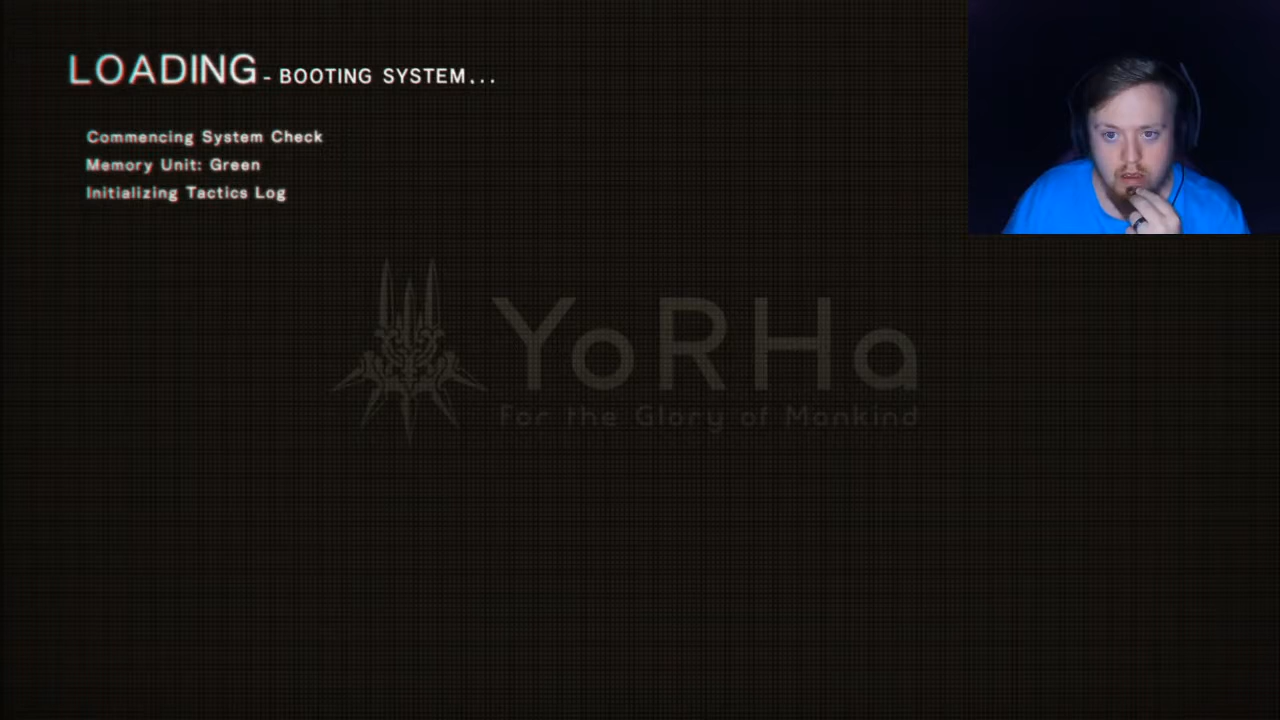 LOADING - BOOTING SYSTEM...
Commencing System Check
Memory Unit: Green
Initializing Tactics Log
YoRHa
For the Glory of Mankind